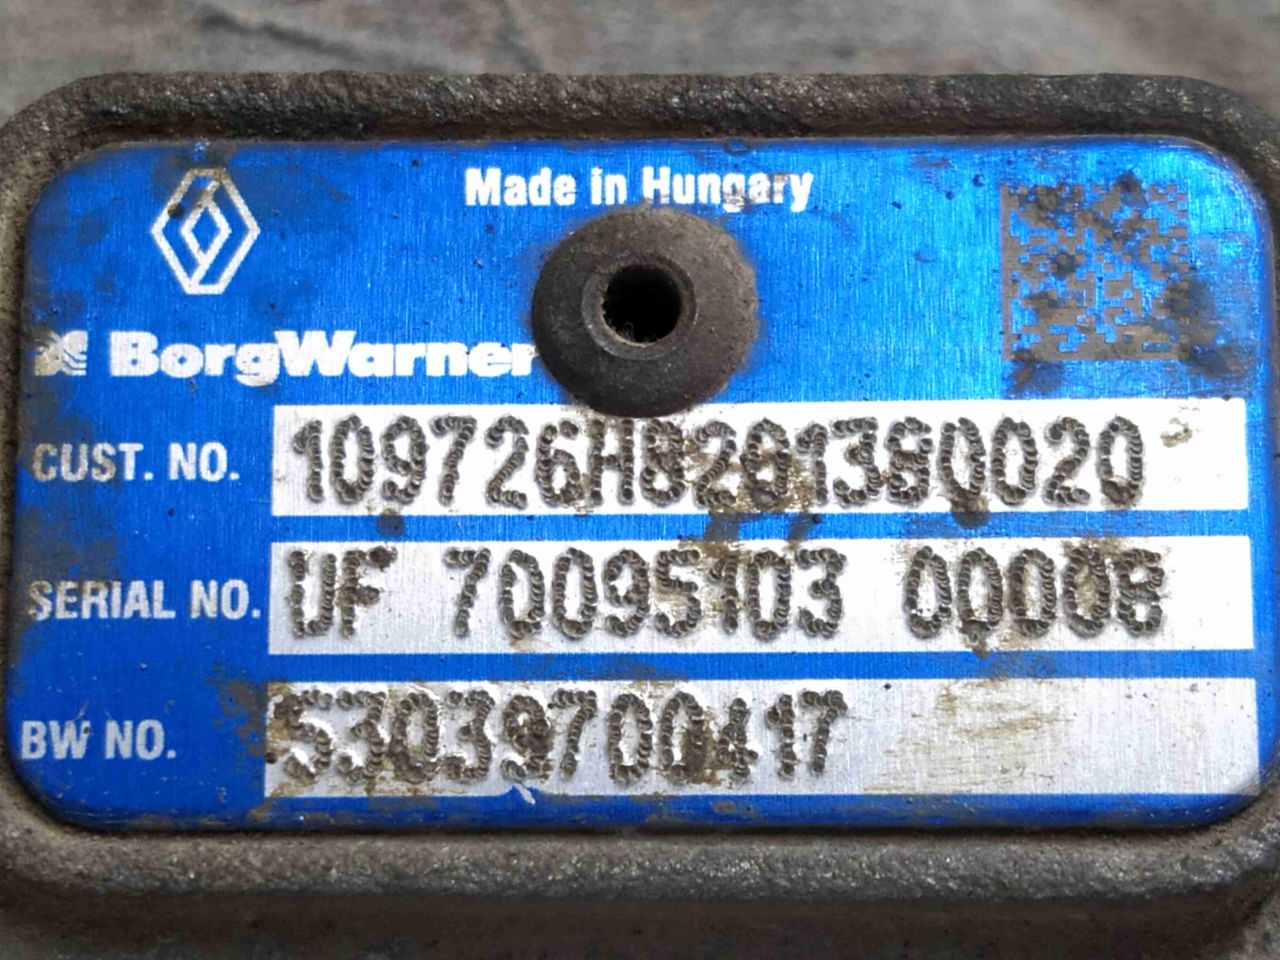 Made in Hungary
BorgWarner
CUST. NO. 109726H8201380020
SERIAL NO. UF 70095103 00008
BW NO. 53039700417